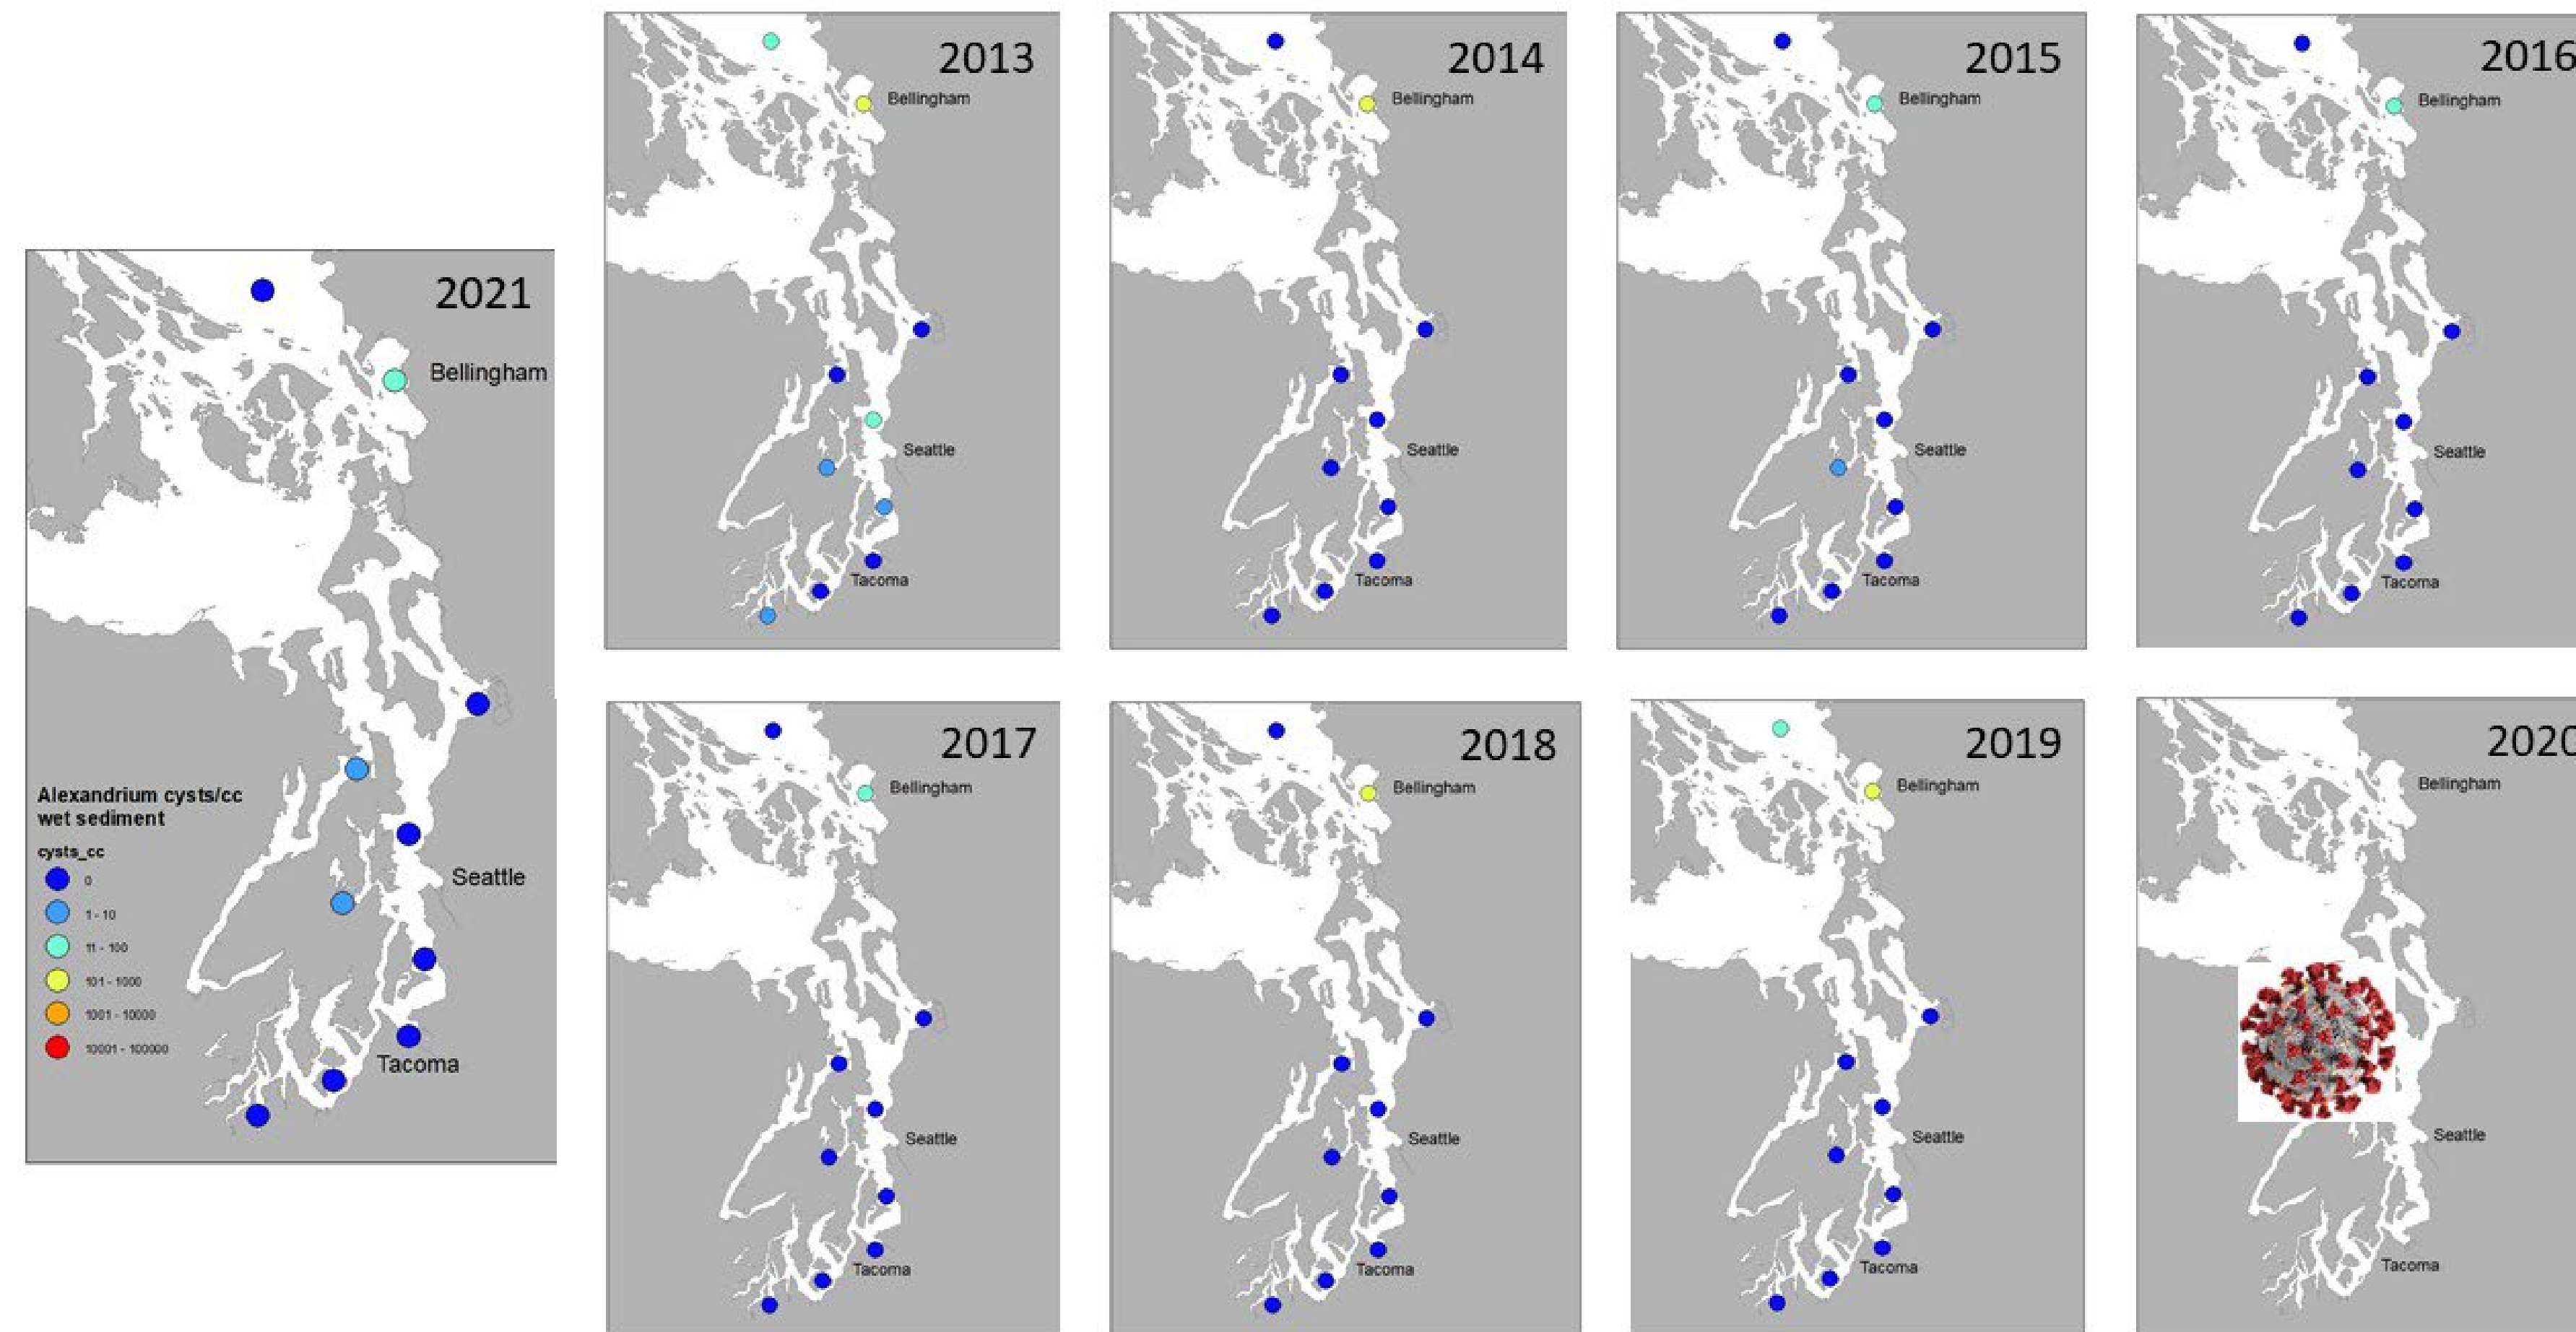 2013
Bellingham
Seattle
Tacoma
2014
Bellingham
Seattle
Tacoma
2015
Bellingham
Seattle
Tacoma
2016
Bellingham
Seattle
Tacoma
2021
Bellingham
Seattle
Tacoma
Alexandrium cysts/cc
wet sediment
cysts_cc
0
1 - 10
11 - 100
101 - 1000
1001 - 10000
10001 - 100000
2017
Bellingham
Seattle
Tacoma
2018
Bellingham
Seattle
Tacoma
2019
Bellingham
Seattle
Tacoma
2020
Bellingham
Seattle
Tacoma